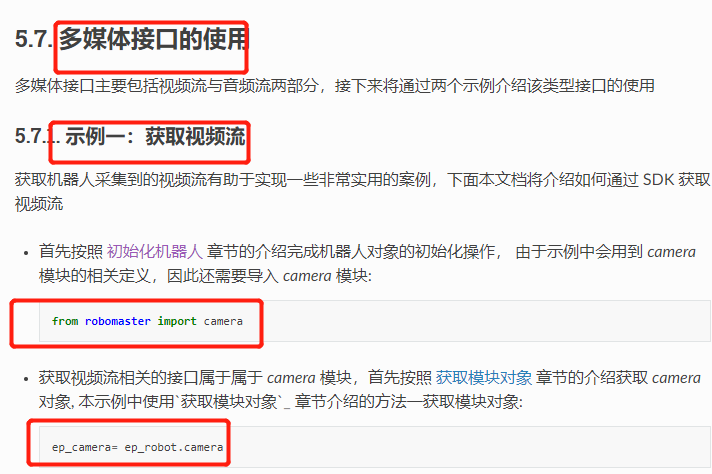 5.7. 多媒体接口的使用
多媒体接口主要包括视频流与音频流两部分，接下来将通过两个示例介绍该类型接口的使用
5.7.1. 示例一：获取视频流
获取机器人采集到的视频流有助于实现一些非常实用的案例，下面本文档将介绍如何通过 SDK 获取
视频流
• 首先按照 初始化机器人 章节的介绍完成机器人对象的初始化操作， 由于示例中会用到 camera
模块的相关定义，因此还需要导入 camera 模块:
from robomaster import camera
• 获取视频流相关的接口属于属于 camera 模块，首先按照 获取模块对象 章节的介绍获取 camera
对象, 本示例中使用`获取模块对象`_ 章节介绍的方法一获取模块对象:
ep_camera= ep_robot.camera